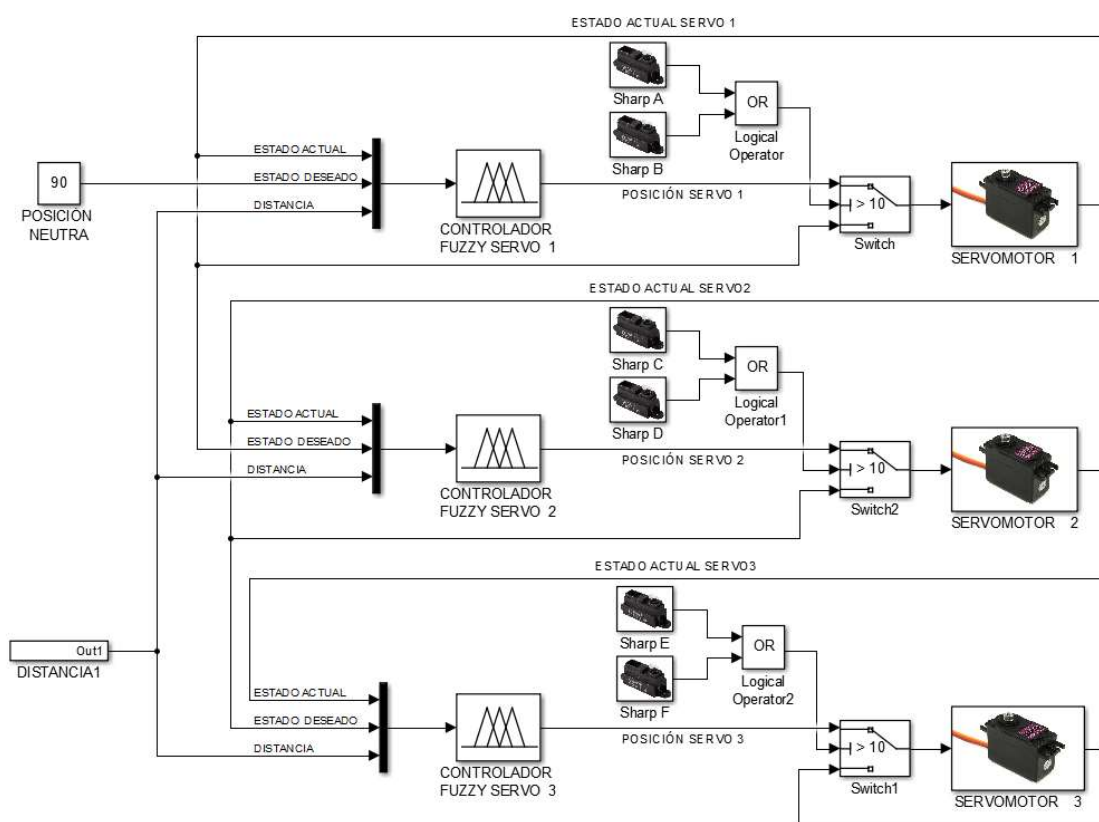 ESTADO ACTUAL SERVO 1
Sharp A
OR
Logical
Operator
Sharp B
ESTADO ACTUAL
90
ESTADO DESEADO
POSICIÓN SERVO 1
POSICIÓN
NEUTRA
DISTANCIA
CONTROLADOR
FUZZY SERVO 1
> 10
Switch
SERVOMOTOR 1
ESTADO ACTUAL SERVO2
Sharp C
OR
Logical
Operator1
Sharp D
ESTADO ACTUAL
ESTADO DESEADO
POSICIÓN SERVO 2
DISTANCIA
CONTROLADOR
FUZZY SERVO 2
> 10
Switch2
SERVOMOTOR 2
ESTADO ACTUAL SERVO3
Sharp E
OR
Logical
Operator2
Out1
DISTANCIA1
Sharp F
ESTADO ACTUAL
ESTADO DESEADO
POSICIÓN SERVO 3
DISTANCIA
CONTROLADOR
FUZZY SERVO 3
> 10
Switch1
SERVOMOTOR 3